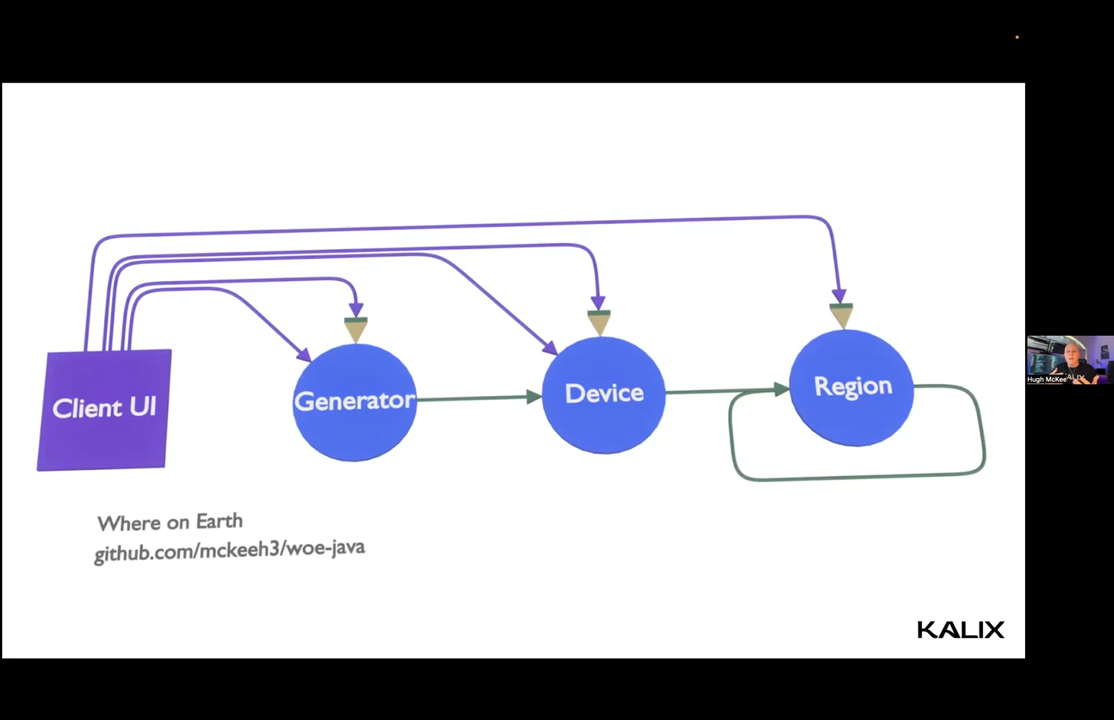 Client UI
Generator
Device
Region
Where on Earth
github.com/mckeeh3/woe-java
KALIX
Hugh McKee